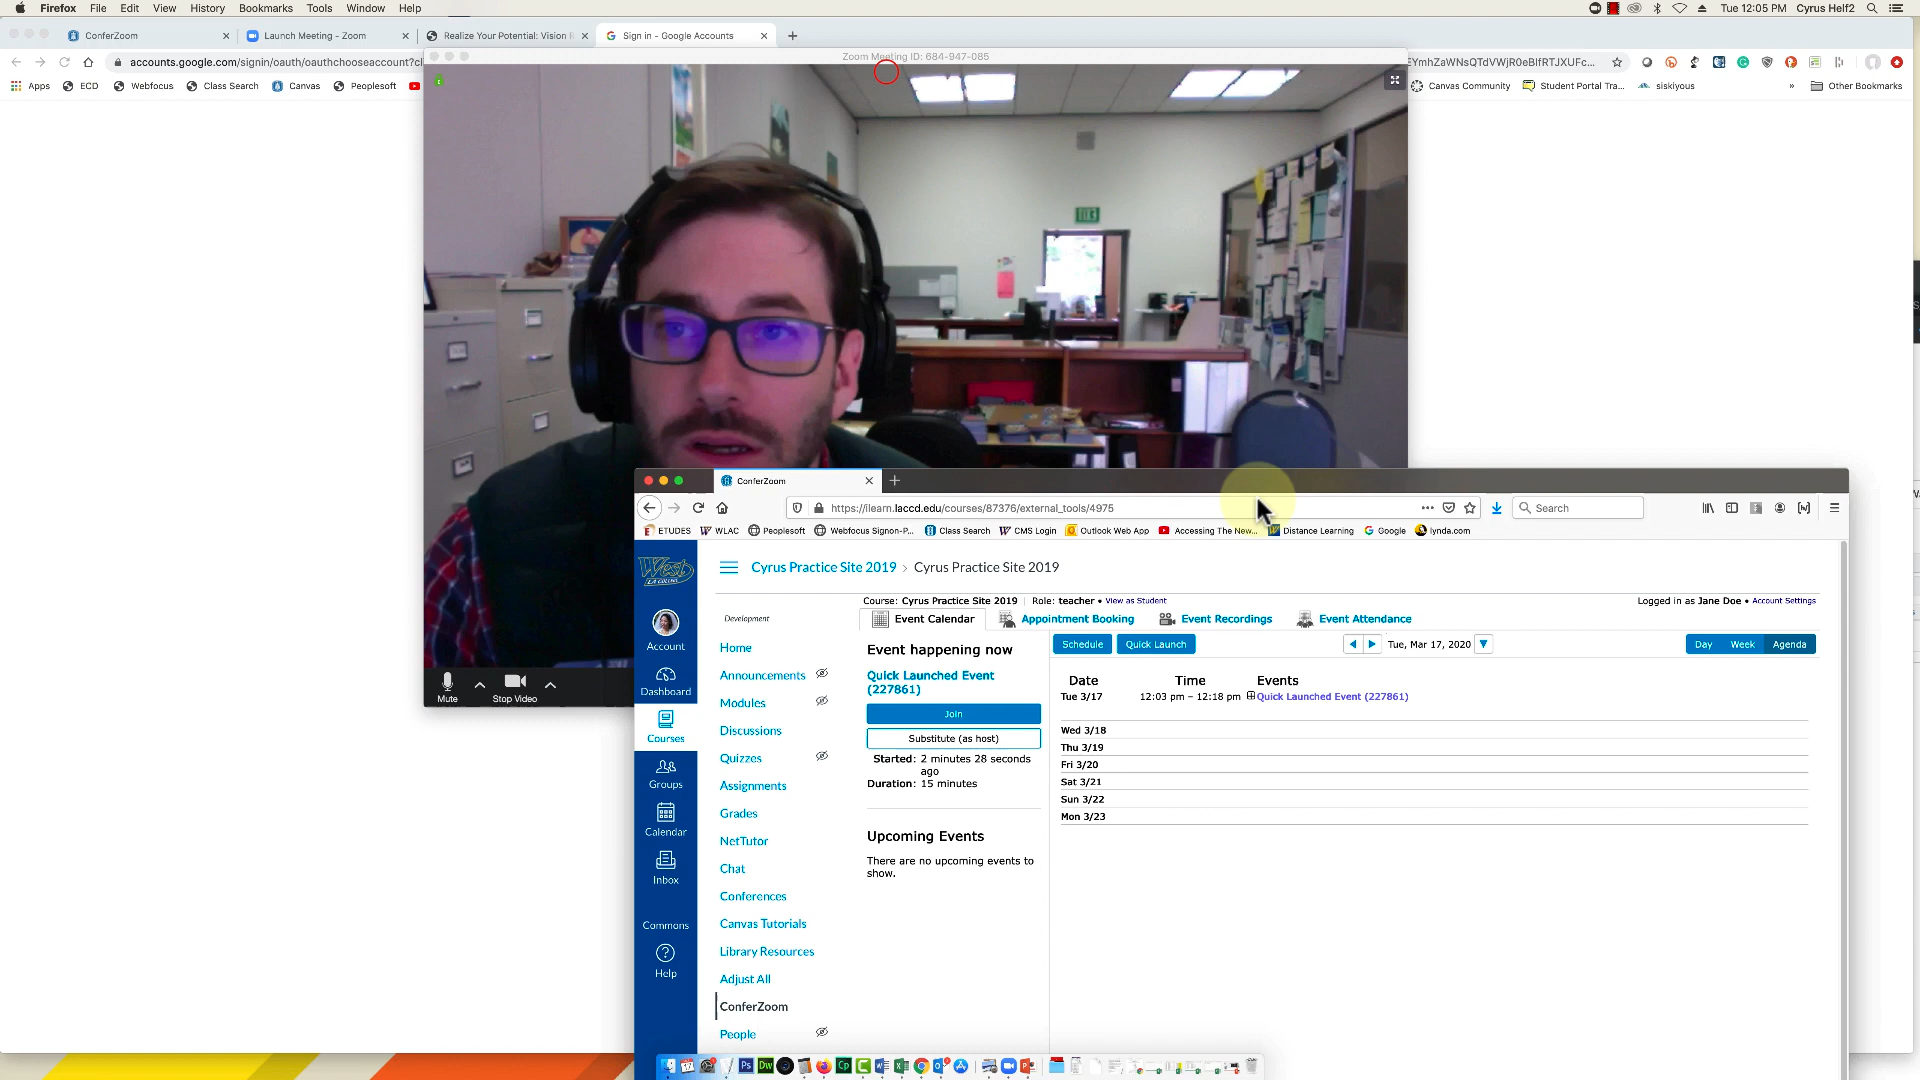 Firefox File Edit View History Bookmarks Tools Window Help
Tue 12:05 PM Cyrus Helf2
ConferZoom
Launch Meeting - Zoom
Realize Your Potential: Vision
Sign in - Google Accounts
accounts.google.com/signin/oauth/oauthchooseaccount?
Zoom Meeting ID: 684-947-085
Apps ECD Webfocus Class Search Canvas Peoplesoft
Canvas Community Student Portal Tra... siskiyous » Other Bookmarks
Mute Stop Video
ConferZoom
https://ilearn.laccd.edu/courses/87376/external_tools/4975
Search
ETUDES WLAC Peoplesoft Webfocus Signon-P... Class Search CMS Login Outlook Web App Accessing The New... Distance Learning Google lynda.com
West
LA COLLEGE
Account
Dashboard
Courses
Groups
Calendar
Inbox
Commons
Help
Cyrus Practice Site 2019 › Cyrus Practice Site 2019
Development
Home
Announcements
Modules
Discussions
Quizzes
Assignments
Grades
NetTutor
Chat
Conferences
Canvas Tutorials
Library Resources
Adjust All
ConferZoom
People
Course: Cyrus Practice Site 2019 | Role: teacher • View as Student
Logged in as Jane Doe • Account Settings
Event Calendar Appointment Booking Event Recordings Event Attendance
Event happening now
Quick Launched Event
(227861)
Join
Substitute (as host)
Started: 2 minutes 28 seconds
ago
Duration: 15 minutes
Upcoming Events
There are no upcoming events to
show.
Schedule Quick Launch
Tue, Mar 17, 2020
Day Week Agenda
Date Time Events
Tue 3/17 12:03 pm – 12:18 pm Quick Launched Event (227861)
Wed 3/18
Thu 3/19
Fri 3/20
Sat 3/21
Sun 3/22
Mon 3/23